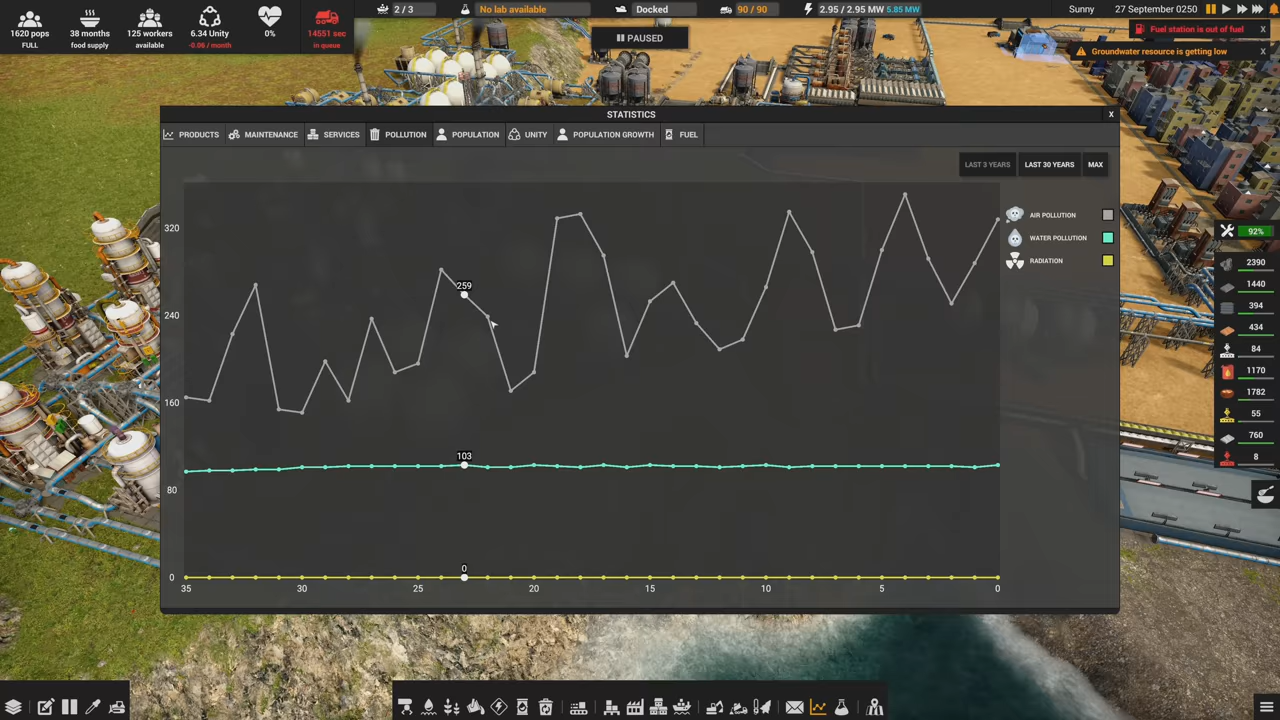 1620 pops
FULL
38 months
food supply
125 workers
available
6.34 Unity
-0.06 / month
0%
14551 sec
in queue
2 / 3
No lab available
Docked
90 / 90
2.95 / 2.95 MW 5.85 MW
Sunny
27 September 0250
PAUSED
Fuel station is out of fuel X
Groundwater resource is getting low X
STATISTICS
X
PRODUCTS
MAINTENANCE
SERVICES
POLLUTION
POPULATION
UNITY
POPULATION GROWTH
FUEL
LAST 3 YEARS
LAST 30 YEARS
MAX
AIR POLLUTION
WATER POLLUTION
RADIATION
320
240
160
80
0
259
103
0
35
30
25
20
15
10
5
0
92%
2390
1440
394
434
84
1170
1782
55
760
8